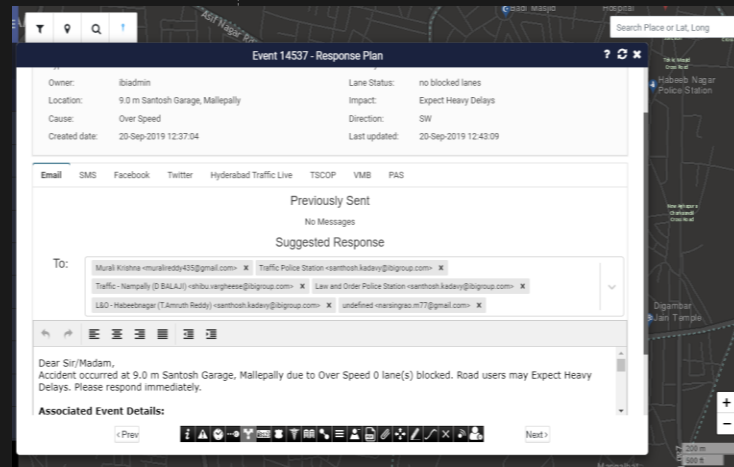 Badi Masjid
Hospital
Asif Nagar Ro
Search Place or Lat, Long
Event 14537 - Response Plan
?
Habeeb Nagar
Police Station
Owner: ibiadmin Lane Status: no blocked lanes
Location: 9.0 m Santosh Garage, Mallepally Impact: Expect Heavy Delays
Cause: Over Speed Direction: SW
Created date: 20-Sep-2019 12:37:04 Last updated: 20-Sep-2019 12:43:09
Email SMS Facebook Twitter Hyderabad Traffic Live TSCOP VMB PAS
Previously Sent
No Messages
Suggested Response
To:
Murali Krishna <muralireddy435@gmail.com> X Traffic Police Station <santhosh.kadavy@ibigroup.com> X
Traffic - Nampally (D BALAJI) <shibu.vargheese@ibigroup.com> X Law and Order Police Station <santhosh.kadavy@ibigroup.com> X
L&O - Habeebnagar (T.Amruth Reddy) <santhosh.kadavy@ibigroup.com> X undefined <narsingrao.m77@gmail.com> X
Digambar
Jain Temple
Dear Sir/Madam,
Accident occurred at 9.0 m Santosh Garage, Mallepally due to Over Speed 0 lane(s) blocked. Road users may Expect Heavy
Delays. Please respond immediately.
Associated Event Details:
‹Prev
Next›
+
−
200 m
500 ft